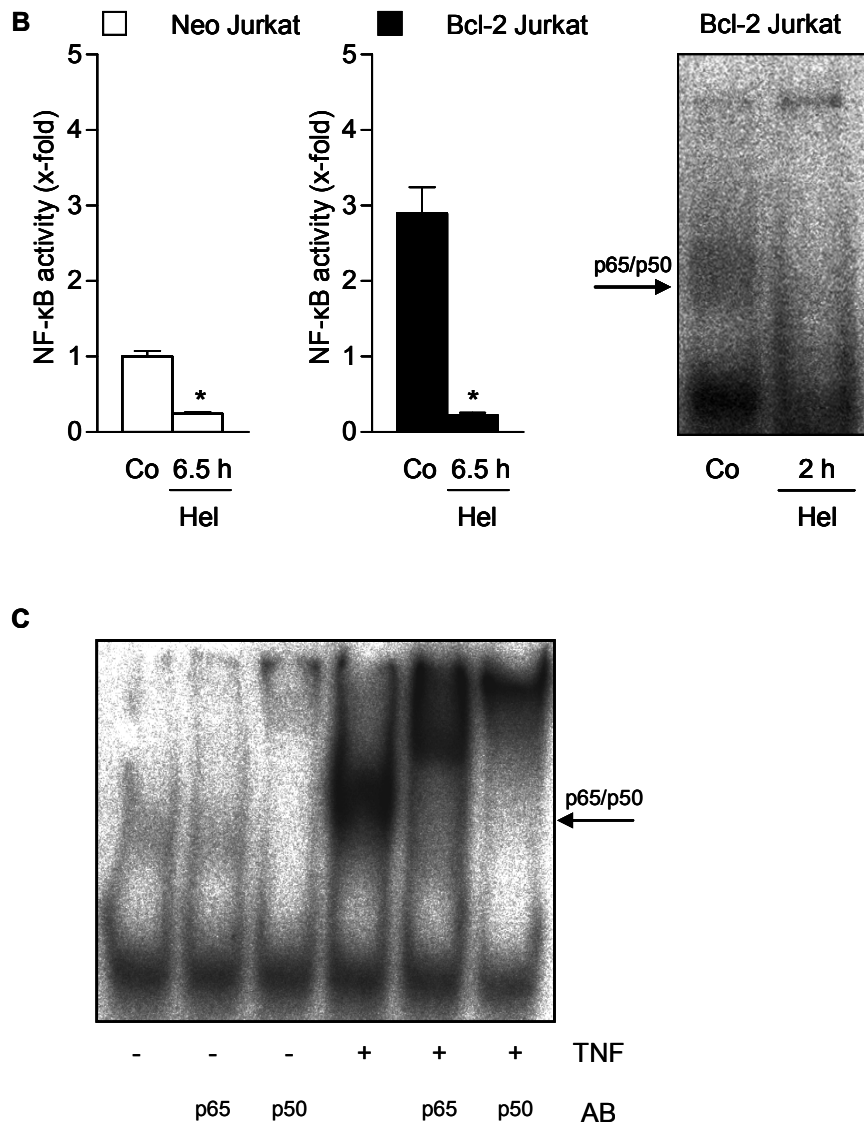 B
Neo Jurkat
Bcl-2 Jurkat
Bcl-2 Jurkat
NF-κB activity (x-fold)
5
4
3
2
1
0
*
Co 6.5 h
Hel
NF-κB activity (x-fold)
5
4
3
2
1
0
*
Co 6.5 h
Hel
p65/p50
Co 2 h
Hel
C
p65/p50
- - - + + + TNF
p65 p50 p65 p50 AB